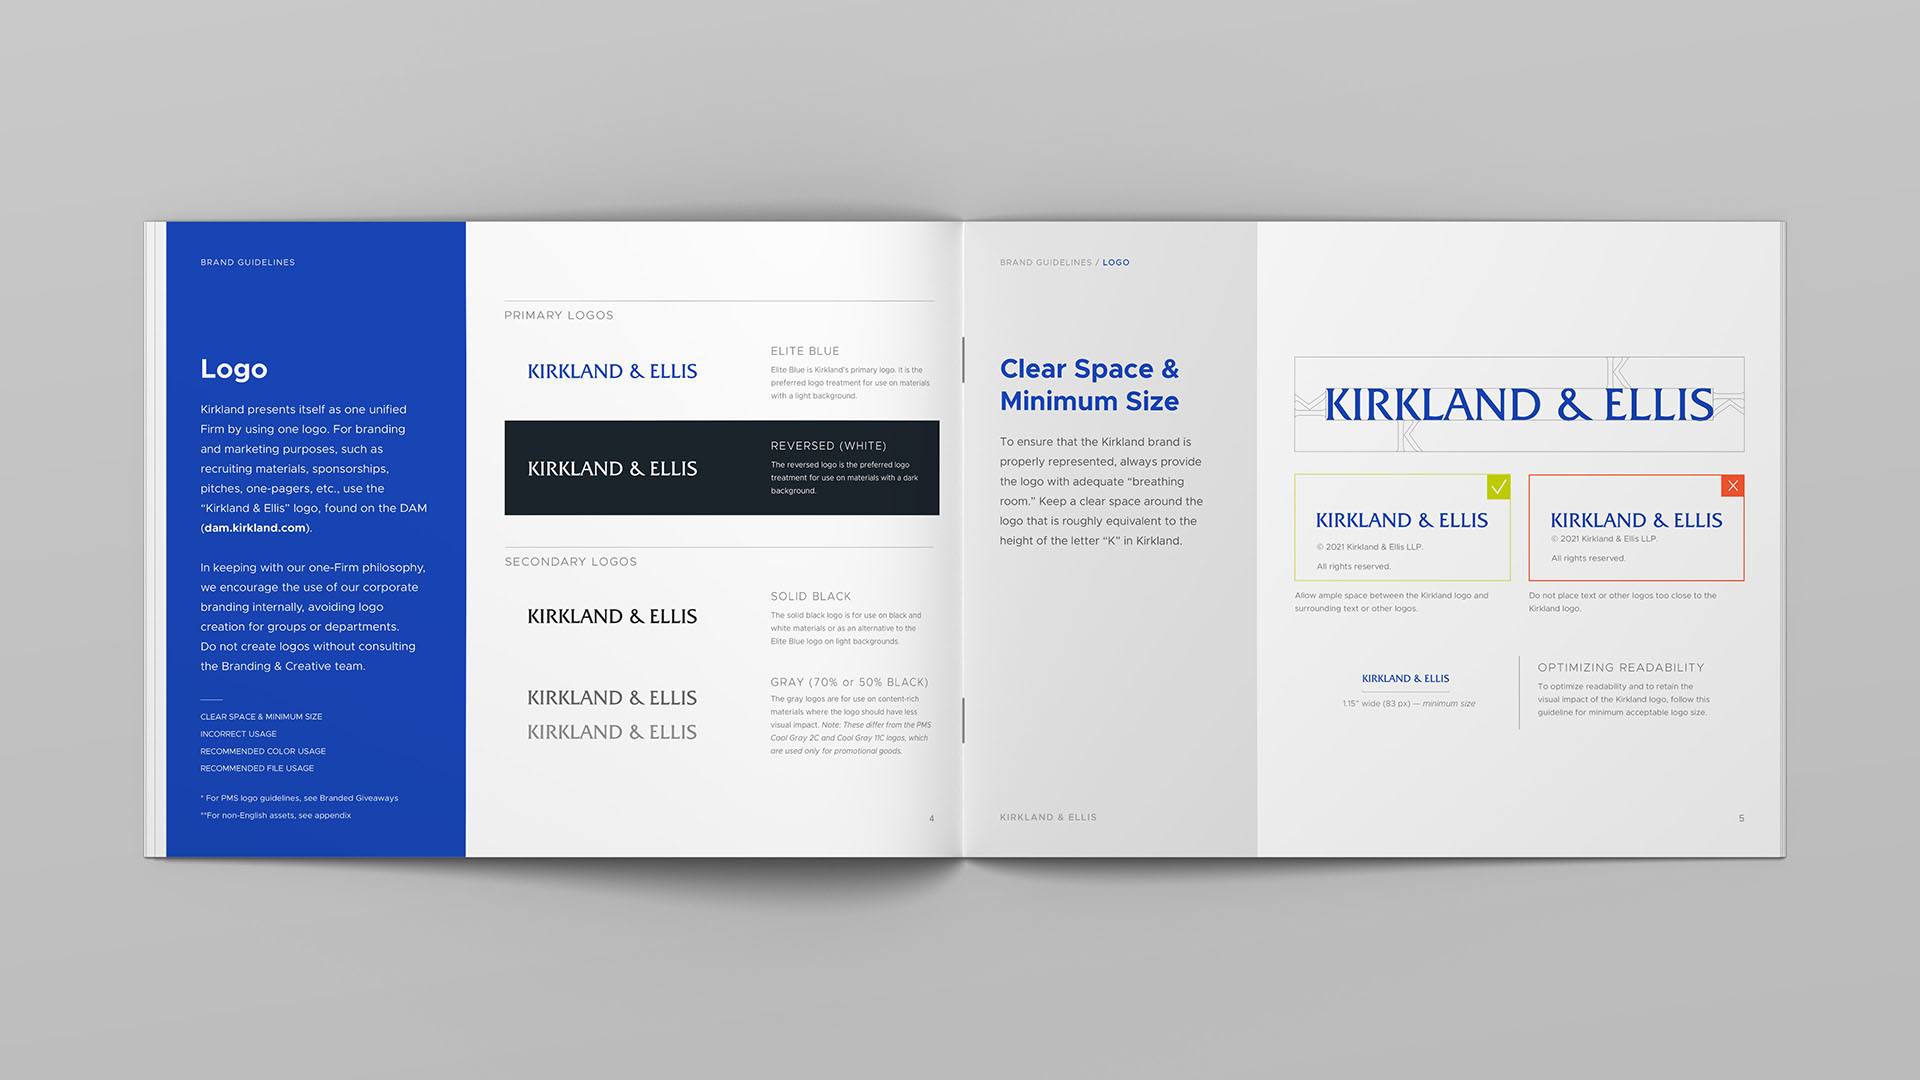 BRAND GUIDELINES
Logo
Kirkland presents itself as one unified
Firm by using one logo. For branding
and marketing purposes, such as
recruiting materials, sponsorships,
pitches, one-pagers, etc., use the
“Kirkland & Ellis” logo, found on the DAM
(dam.kirkland.com).
In keeping with our one-Firm philosophy,
we encourage the use of our corporate
branding internally, avoiding logo
creation for groups or departments.
Do not create logos without consulting
the Branding & Creative team.
CLEAR SPACE & MINIMUM SIZE
INCORRECT USAGE
RECOMMENDED COLOR USAGE
RECOMMENDED FILE USAGE
* For PMS logo guidelines, see Branded Giveaways
**For non-English assets, see appendix
PRIMARY LOGOS
KIRKLAND & ELLIS
ELITE BLUE
Elite Blue is Kirkland's primary logo. It is the
preferred logo treatment for use on materials
with a light background.
KIRKLAND & ELLIS
REVERSED (WHITE)
The reversed logo is the preferred logo
treatment for use on materials with a dark
background.
SECONDARY LOGOS
KIRKLAND & ELLIS
SOLID BLACK
The solid black logo is for use on black and
white materials or as an alternative to the
Elite Blue logo on light backgrounds.
KIRKLAND & ELLIS
KIRKLAND & ELLIS
GRAY (70% or 50% BLACK)
The gray logos are for use on content-rich
materials where the logo should have less
visual impact. Note: These differ from the PMS
Cool Gray 2C and Cool Gray 11C logos, which
are used only for promotional goods.
4
BRAND GUIDELINES / LOGO
Clear Space &
Minimum Size
To ensure that the Kirkland brand is
properly represented, always provide
the logo with adequate “breathing
room.” Keep a clear space around the
logo that is roughly equivalent to the
height of the letter “K” in Kirkland.
KIRKLAND & ELLIS
KIRKLAND & ELLIS
KIRKLAND & ELLIS
© 2021 Kirkland & Ellis LLP.
All rights reserved.
Allow ample space between the Kirkland logo and
surrounding text or other logos.
KIRKLAND & ELLIS
© 2021 Kirkland & Ellis LLP.
All rights reserved.
Do not place text or other logos too close to the
Kirkland logo.
KIRKLAND & ELLIS
1.15” wide (83 px) — minimum size
OPTIMIZING READABILITY
To optimize readability and to retain the
visual impact of the Kirkland logo, follow this
guideline for minimum acceptable logo size.
5